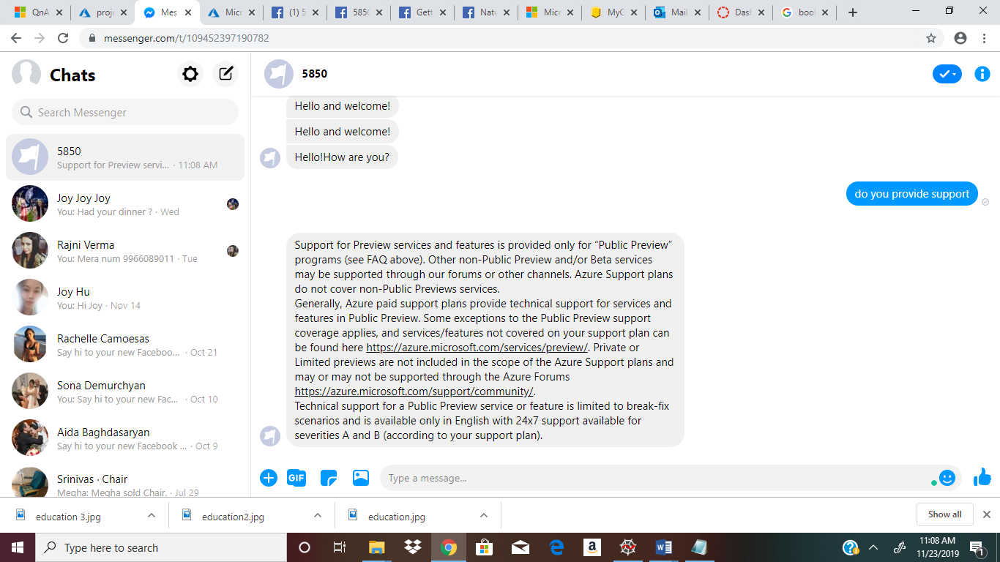 QnA
proje
Mes
Micr
(1) 5
5850
Gett
Natu
Micr
MyC
Mail
Dash
boo
messenger.com/t/109452397190782
Chats
Search Messenger
5850
Support for Preview servi... · 11:08 AM
Joy Joy Joy
You: Had your dinner ? · Wed
Rajni Verma
You: Mera num 9966089011 · Tue
Joy Hu
You: Hi Joy · Nov 14
Rachelle Camoesas
Say hi to your new Faceboo... · Oct 21
Sona Demurchyan
You: Say hi to your new Fac... · Oct 10
Aida Baghdasaryan
Say hi to your new Facebook ... · Oct 9
Srinivas · Chair
Megha: Megha sold Chair. · Jul 29
5850
Hello and welcome!
Hello and welcome!
Hello!How are you?
do you provide support
Support for Preview services and features is provided only for “Public Preview”
programs (see FAQ above). Other non-Public Preview and/or Beta services
may be supported through our forums or other channels. Azure Support plans
do not cover non-Public Previews services.
Generally, Azure paid support plans provide technical support for services and
features in Public Preview. Some exceptions to the Public Preview support
coverage applies, and services/features not covered on your support plan can
be found here https://azure.microsoft.com/services/preview/. Private or
Limited previews are not included in the scope of the Azure Support plans and
may or may not be supported through the Azure Forums
https://azure.microsoft.com/support/community/.
Technical support for a Public Preview service or feature is limited to break-fix
scenarios and is available only in English with 24x7 support available for
severities A and B (according to your support plan).
GIF
Type a message...
education 3.jpg
education2.jpg
education.jpg
Show all
Type here to search
11:08 AM
11/23/2019
1